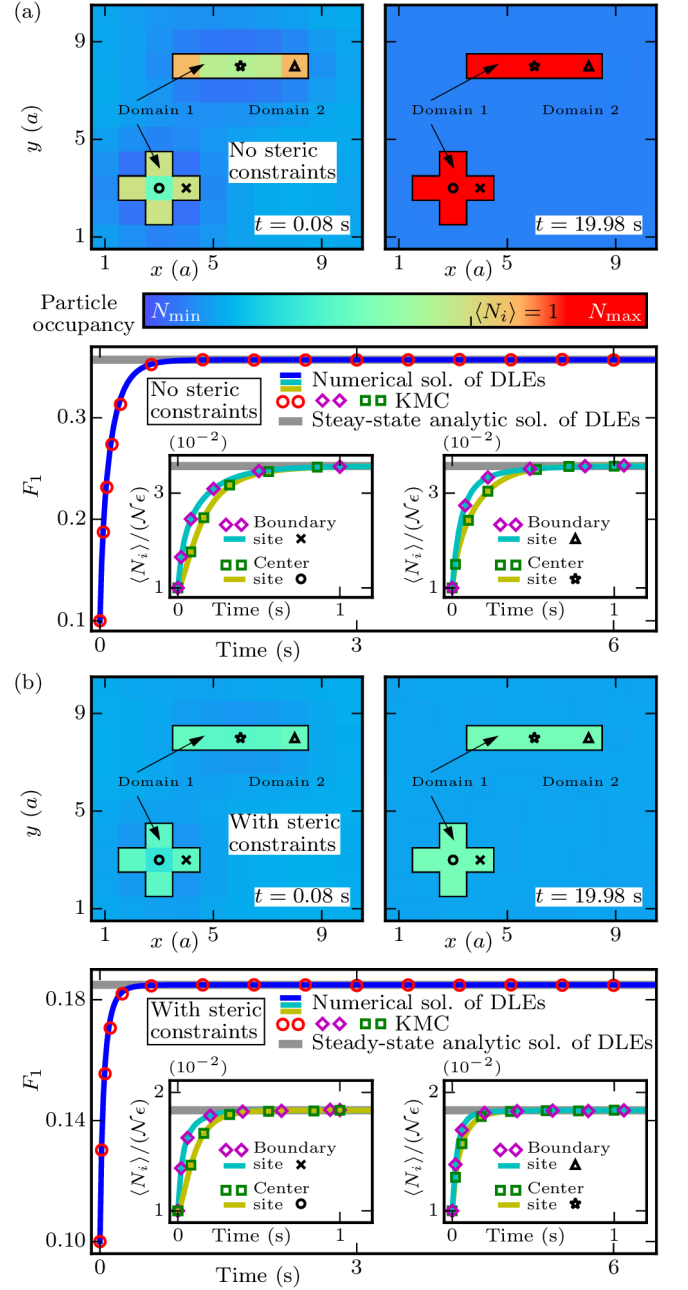 (a)
9
5
1
y (a)
Domain 1
Domain 2
No steric
constraints
t = 0.08 s
1
5
9
x (a)
Domain 1
Domain 2
t = 19.98 s
1
5
9
x (a)
Particle
occupancy
N_min
⟨N_i⟩ = 1
N_max
No steric
constraints
Numerical sol. of DLEs
KMC
Steay-state analytic sol. of DLEs
F_1
0.3
0.2
0.1
(10^−2)
3
1
⟨N_i⟩/(𝒩ϵ)
Boundary
site
Center
site
0
Time (s)
1
(10^−2)
3
1
⟨N_i⟩/(𝒩ϵ)
Boundary
site
Center
site
0
Time (s)
1
0
Time (s)
3
6
(b)
9
5
1
y (a)
Domain 1
Domain 2
With steric
constraints
t = 0.08 s
1
5
9
x (a)
Domain 1
Domain 2
t = 19.98 s
1
5
9
x (a)
With steric
constraints
Numerical sol. of DLEs
KMC
Steady-state analytic sol. of DLEs
F_1
0.18
0.14
0.10
(10^−2)
2
1
⟨N_i⟩/(𝒩ϵ)
Boundary
site
Center
site
0
Time (s)
1
(10^−2)
2
1
⟨N_i⟩/(𝒩ϵ)
Boundary
site
Center
site
0
Time (s)
1
0
Time (s)
3
6